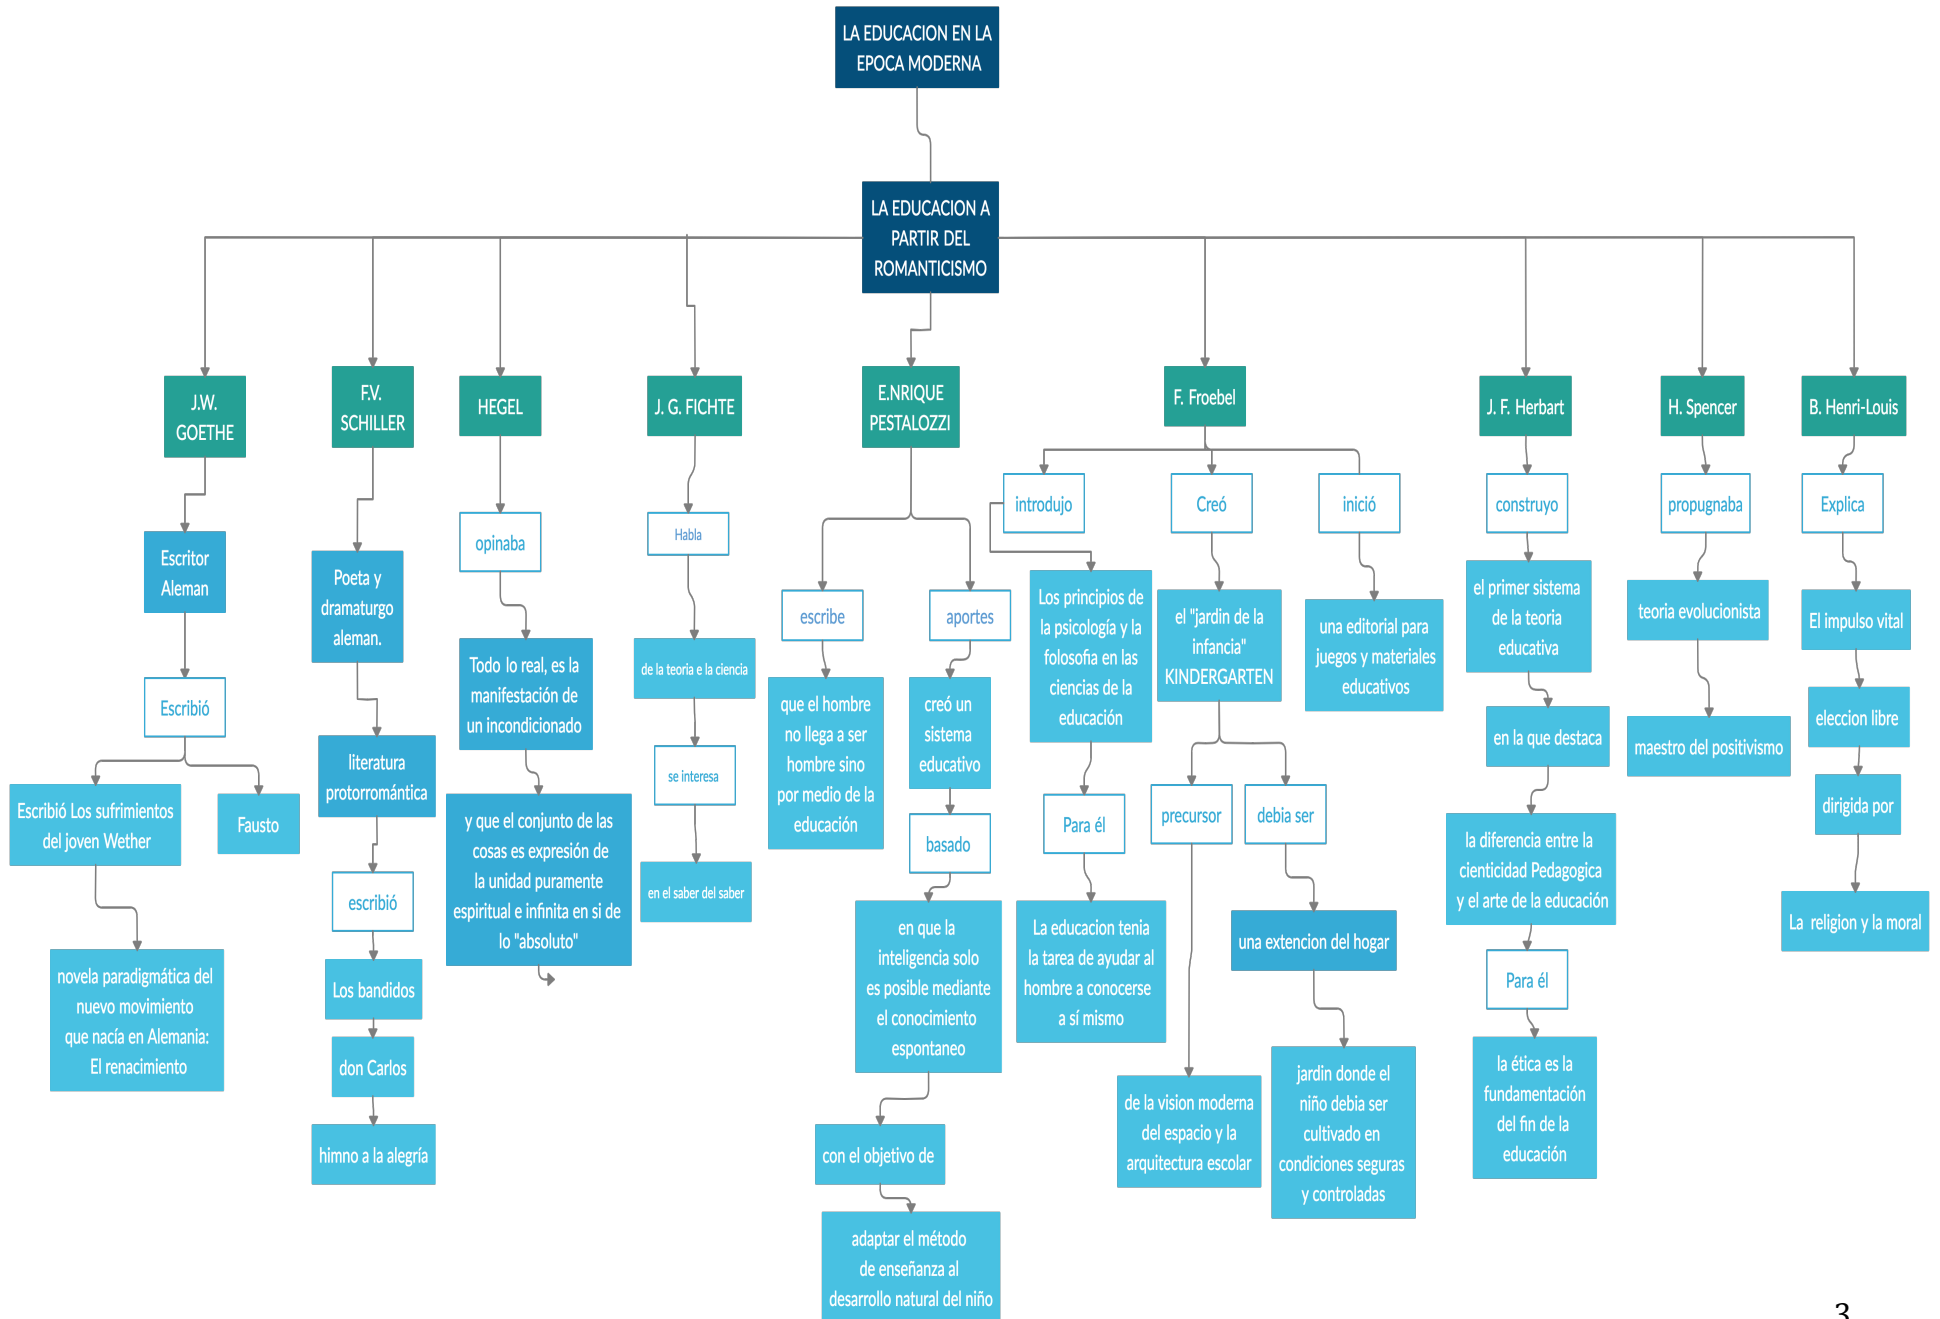 LA EDUCACION EN LA
EPOCA MODERNA
LA EDUCACION A
PARTIR DEL
ROMANTICISMO
J.W.
GOETHE
Escritor
Aleman
Escribió
Escribió Los sufrimientos
del joven Wether
novela paradigmática del
nuevo movimiento
que nacía en Alemania:
El renacimiento
Fausto
F.V.
SCHILLER
Poeta y
dramaturgo
aleman.
literatura
protorromántica
escribió
Los bandidos
don Carlos
himno a la alegría
HEGEL
opinaba
Todo lo real, es la
manifestación de
un incondicionado
y que el conjunto de las
cosas es expresión de
la unidad puramente
espiritual e infinita en si de
lo "absoluto"
J. G. FICHTE
Habla
de la teoria e la ciencia
se interesa
en el saber del saber
E.NRIQUE
PESTALOZZI
escribe
que el hombre
no llega a ser
hombre sino
por medio de la
educación
aportes
creó un
sistema
educativo
basado
en que la
inteligencia solo
es posible mediante
el conocimiento
espontaneo
con el objetivo de
adaptar el método
de enseñanza al
desarrollo natural del niño
F. Froebel
introdujo
Los principios de
la psicología y la
folosofia en las
ciencias de la
educación
Para él
La educacion tenia
la tarea de ayudar al
hombre a conocerse
a sí mismo
Creó
el "jardin de la
infancia"
KINDERGARTEN
precursor
de la vision moderna
del espacio y la
arquitectura escolar
debia ser
una extencion del hogar
jardin donde el
niño debia ser
cultivado en
condiciones seguras
y controladas
inició
una editorial para
juegos y materiales
educativos
J. F. Herbart
construyo
el primer sistema
de la teoria
educativa
en la que destaca
la diferencia entre la
cienticidad Pedagogica
y el arte de la educación
Para él
la ética es la
fundamentación
del fin de la
educación
H. Spencer
propugnaba
teoria evolucionista
maestro del positivismo
B. Henri-Louis
Explica
El impulso vital
eleccion libre
dirigida por
La religion y la moral
3